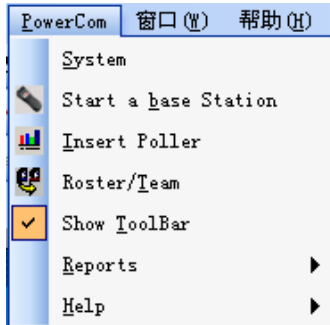 PowerCom 窗口(W) 帮助(H)
System
Start a base Station
Insert Poller
Roster/Team
Show ToolBar
Reports
Help